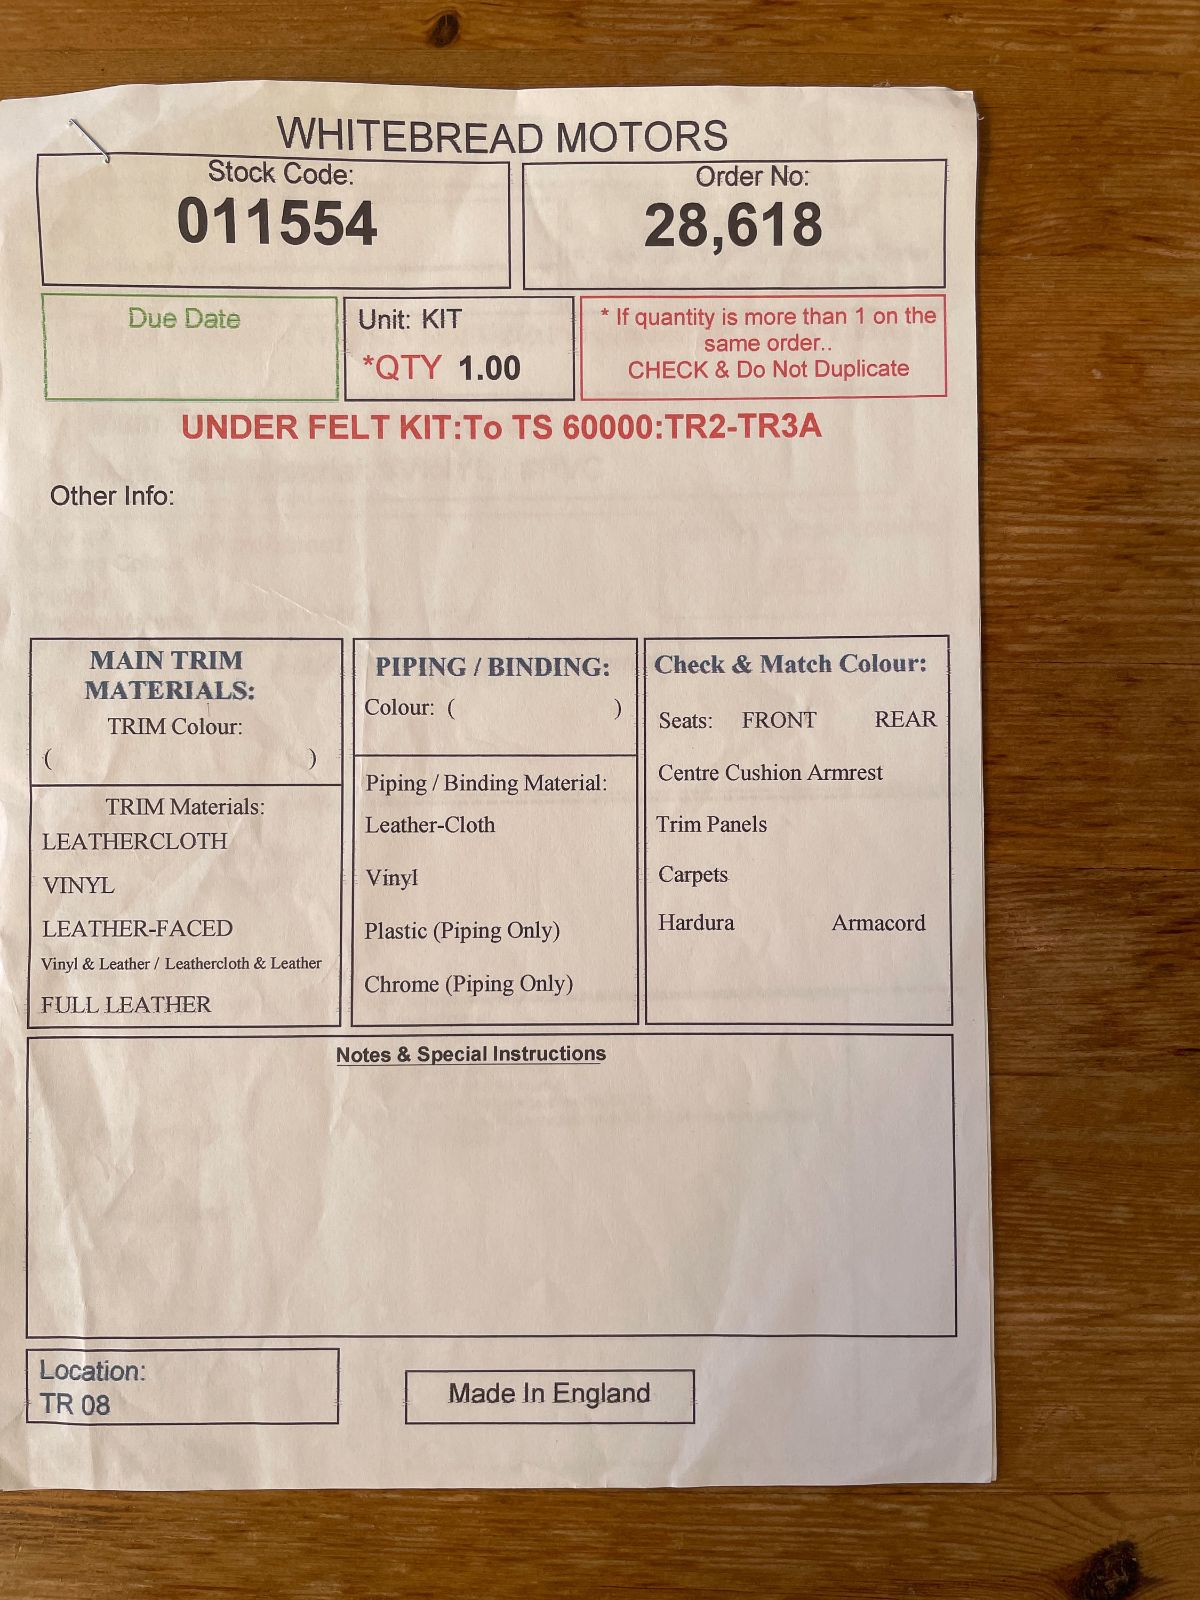 WHITEBREAD MOTORS
Stock Code:
011554
Order No:
28,618
Due Date
Unit: KIT
*QTY 1.00
* If quantity is more than 1 on the
same order..
CHECK & Do Not Duplicate
UNDER FELT KIT:To TS 60000:TR2-TR3A
Other Info:
MAIN TRIM
MATERIALS:
TRIM Colour:
( )
TRIM Materials:
LEATHERCLOTH
VINYL
LEATHER-FACED
Vinyl & Leather / Leathercloth & Leather
FULL LEATHER
PIPING / BINDING:
Colour: ( )
Piping / Binding Material:
Leather-Cloth
Vinyl
Plastic (Piping Only)
Chrome (Piping Only)
Check & Match Colour:
Seats: FRONT REAR
Centre Cushion Armrest
Trim Panels
Carpets
Hardura Armacord
Notes & Special Instructions
Location:
TR 08
Made In England